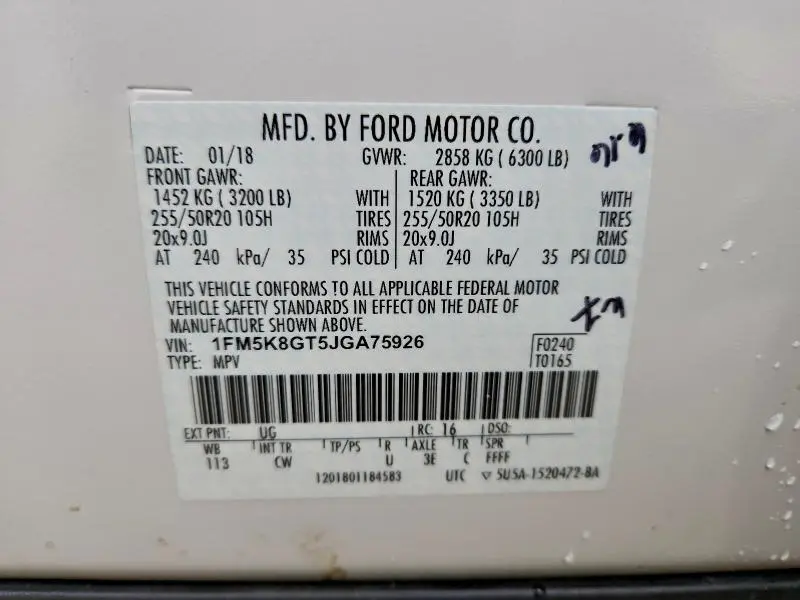 MFD. BY FORD MOTOR CO.
DATE: 01/18 GVWR: 2858 KG ( 6300 LB)
FRONT GAWR: REAR GAWR:
1452 KG ( 3200 LB) WITH 1520 KG ( 3350 LB) WITH
255/50R20 105H TIRES 255/50R20 105H TIRES
20x9.0J RIMS 20x9.0J RIMS
AT 240 kPa/ 35 PSI COLD AT 240 kPa/ 35 PSI COLD
THIS VEHICLE CONFORMS TO ALL APPLICABLE FEDERAL MOTOR
VEHICLE SAFETY STANDARDS IN EFFECT ON THE DATE OF
MANUFACTURE SHOWN ABOVE.
VIN: 1FM5K8GT5JGA75926 F0240
TYPE: MPV T0165
EXT PNT: UG RC: 16 DSO:
WB INT TR TP/PS R AXLE TR SPR
113 CW U 3E C FFFF
1201801184583 UTC ▽ 5U5A-1520472-BA